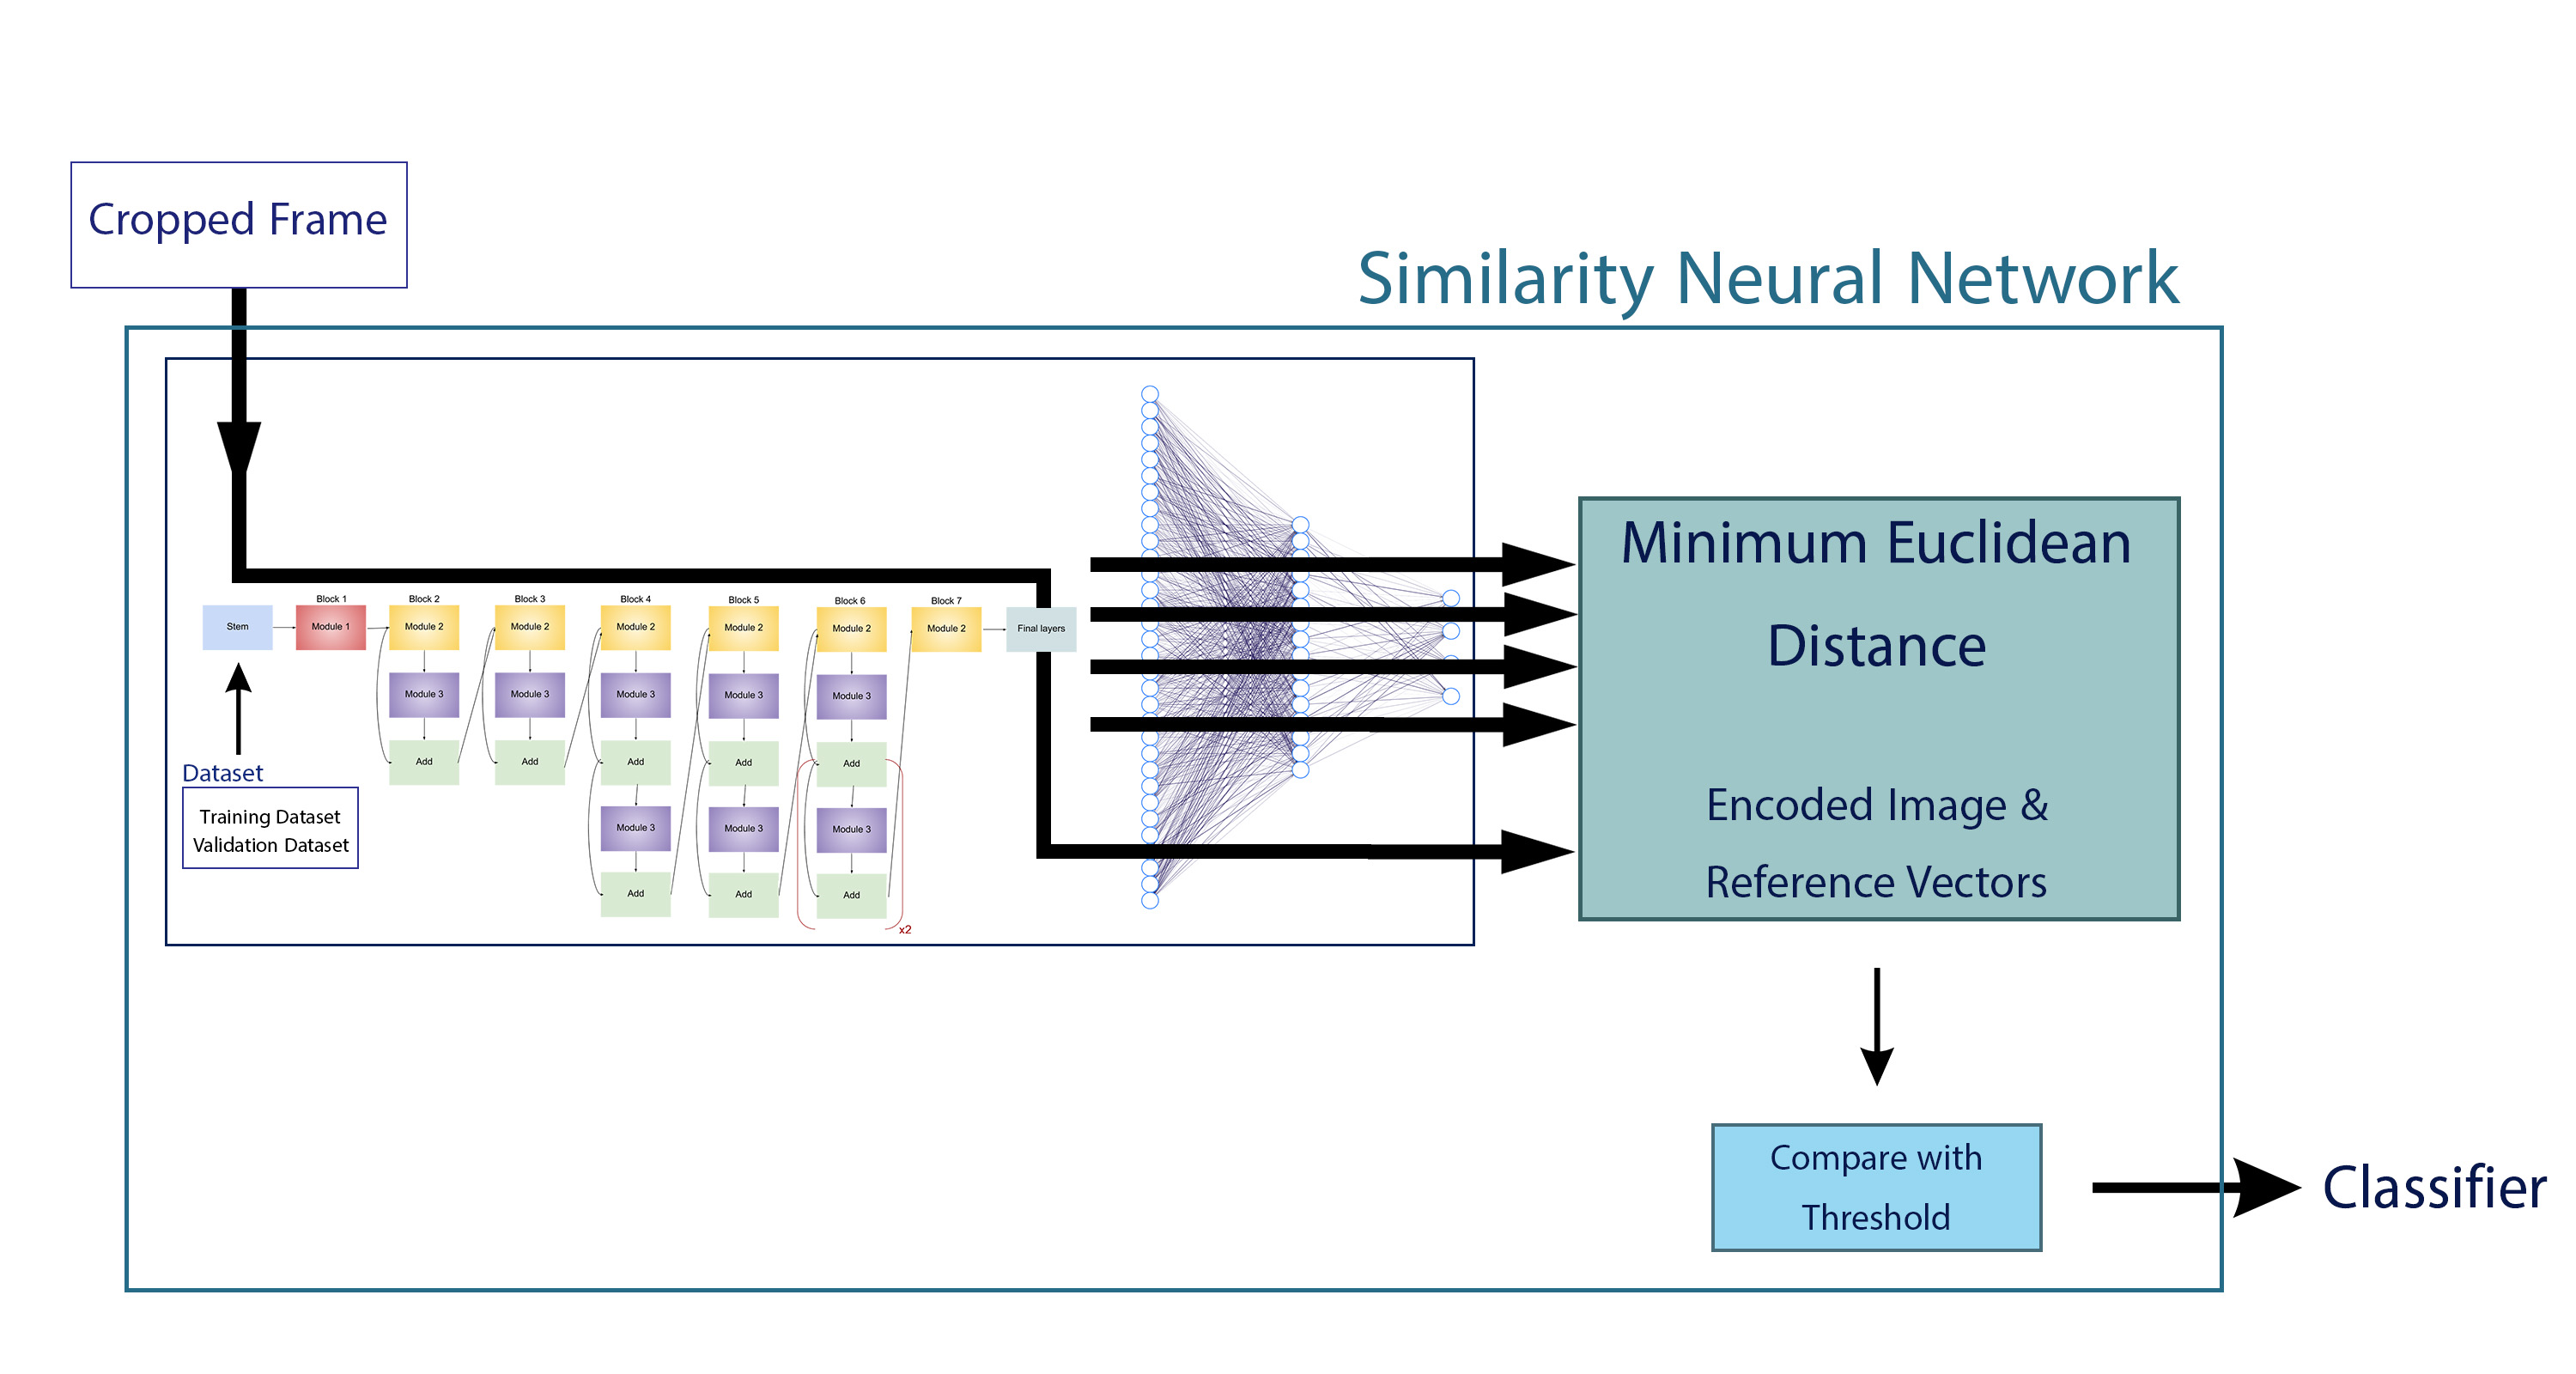 Cropped Frame
Similarity Neural Network
Block 1
Block 2
Block 3
Block 4
Block 5
Block 6
Block 7
Stem
Module 1
Module 2
Module 2
Module 2
Module 2
Module 2
Module 2
Final layers
Module 3
Module 3
Module 3
Module 3
Module 3
Add
Add
Add
Add
Add
Module 3
Module 3
Module 3
Add
Add
Add
x2
Dataset
Training Dataset
Validation Dataset
Minimum Euclidean
Distance
Encoded Image &
Reference Vectors
Compare with
Threshold
Classifier